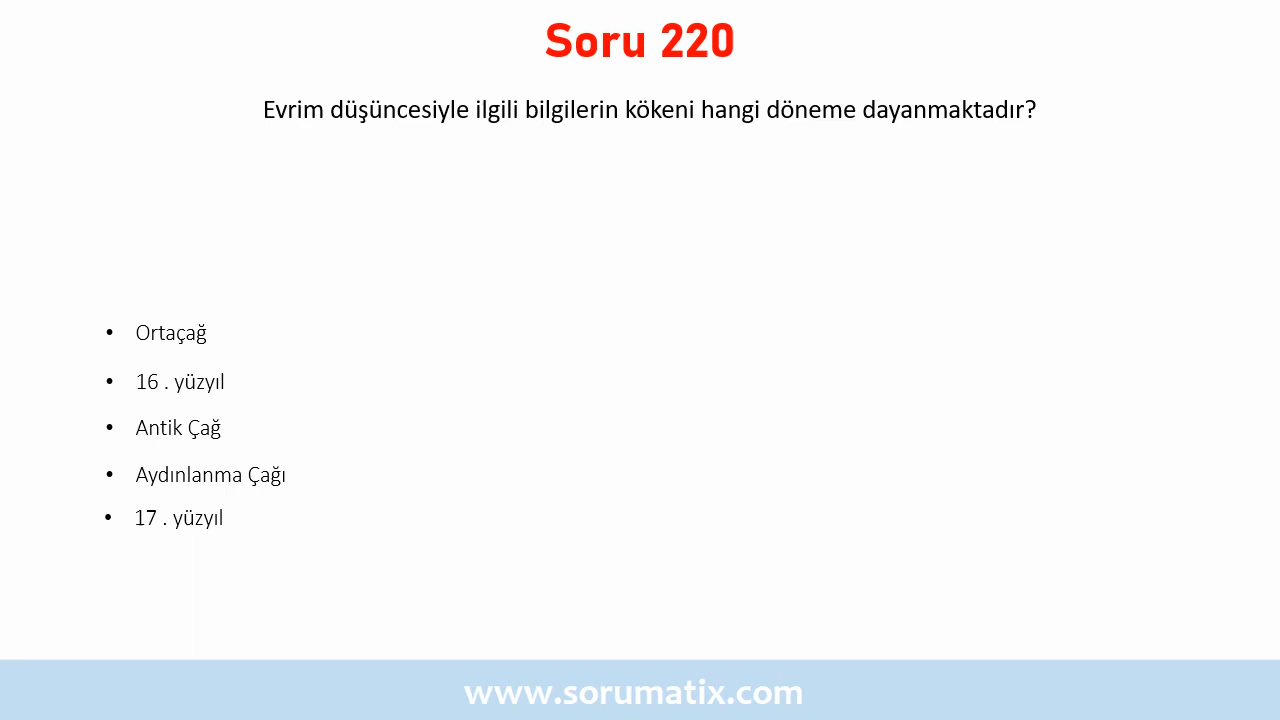 Soru 220
Evrim düşüncesiyle ilgili bilgilerin kökeni hangi döneme dayanmaktadır?
• Ortaçağ
• 16 . yüzyıl
• Antik Çağ
• Aydınlanma Çağı
• 17 . yüzyıl
www.sorumatix.com